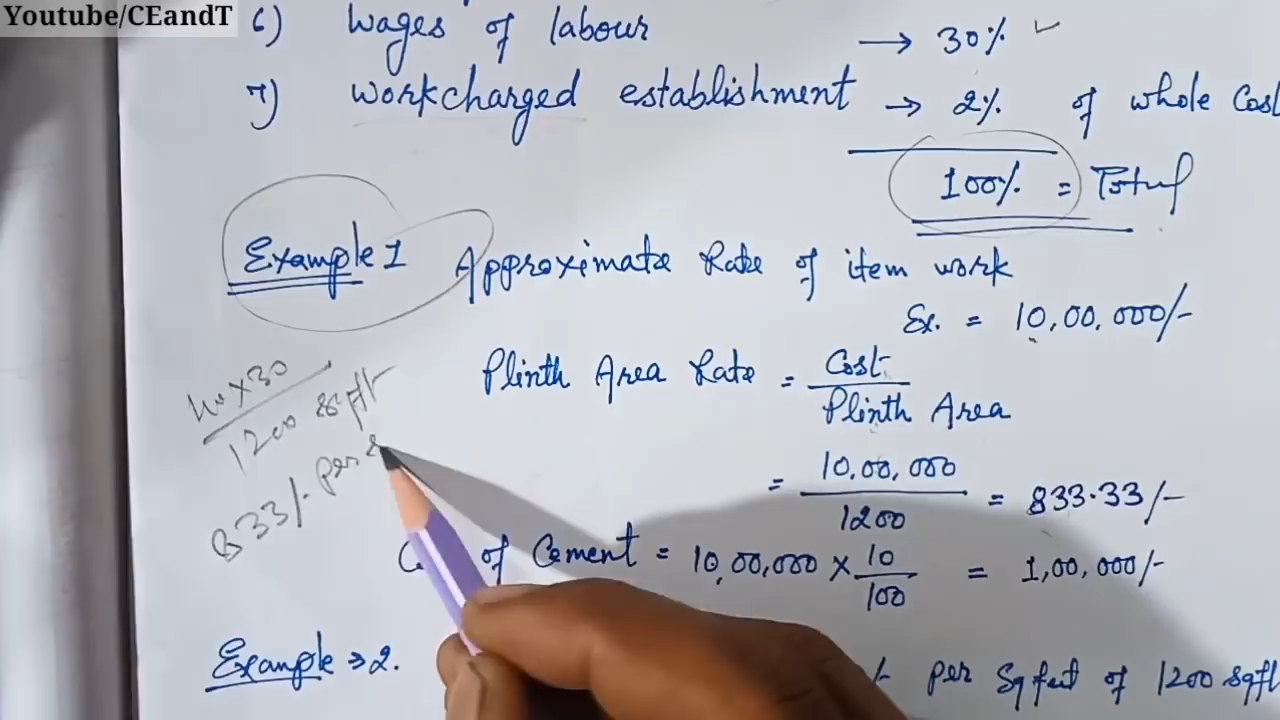 Youtube/CEandT
6) Wages of labour → 30% ✓
7) workcharged establishment → 2% of whole Cost
100% = Total
Example 1 Approximate Rate of item work
Ex. = 10,00,000/-
40x30
1200 sqft
833/- per s
Plinth Area Rate = Cost / Plinth Area
= 10,00,000 / 1200 = 833.33/-
of Cement = 10,00,000 × 10/100 = 1,00,000/-
Example → 2. /- per Sq feet of 1200 sqft